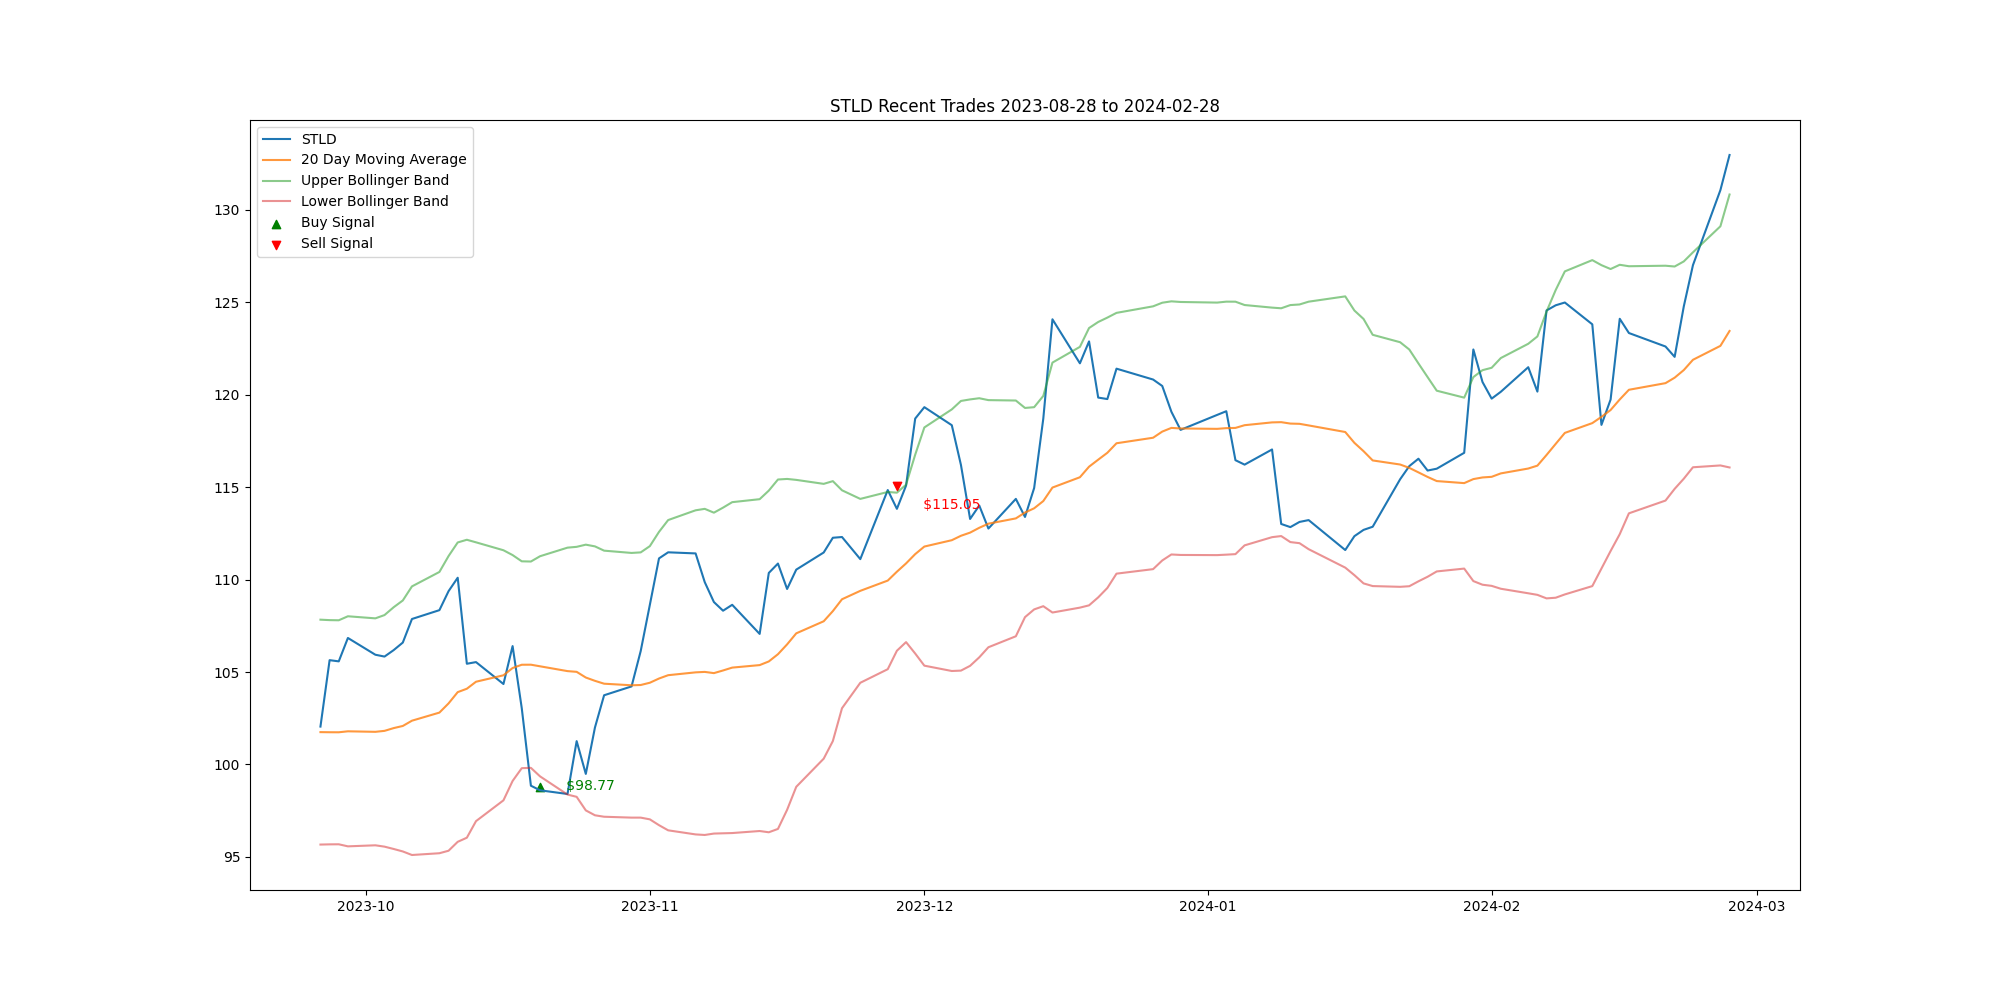 STLD Recent Trades 2023-08-28 to 2024-02-28
STLD
20 Day Moving Average
Upper Bollinger Band
Lower Bollinger Band
Buy Signal
Sell Signal
130
125
120
115
110
105
100
95
$115.05
$98.77
2023-10
2023-11
2023-12
2024-01
2024-02
2024-03